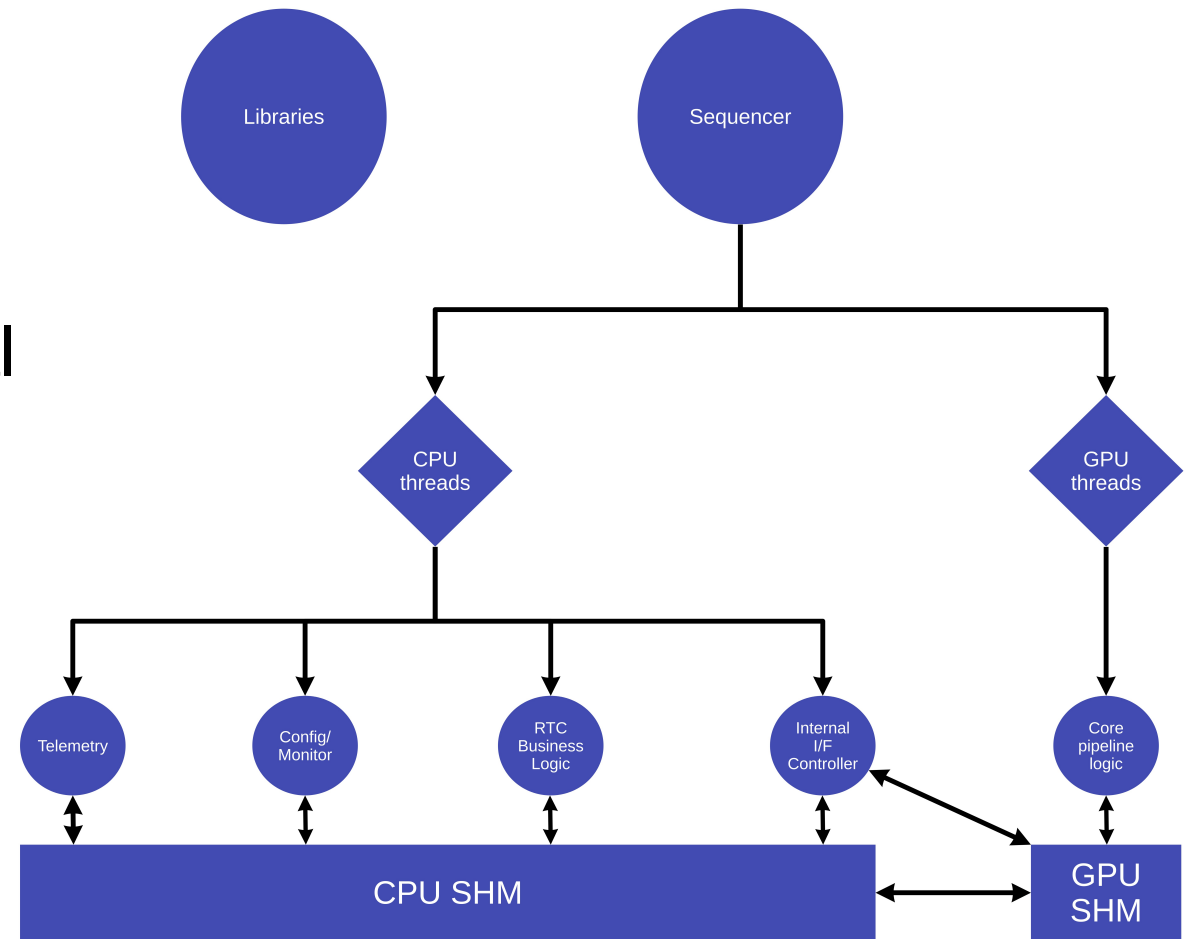 Libraries
Sequencer
CPU
threads
GPU
threads
Telemetry
Config/
Monitor
RTC
Business
Logic
Internal
I/F
Controller
Core
pipeline
logic
CPU SHM
GPU
SHM